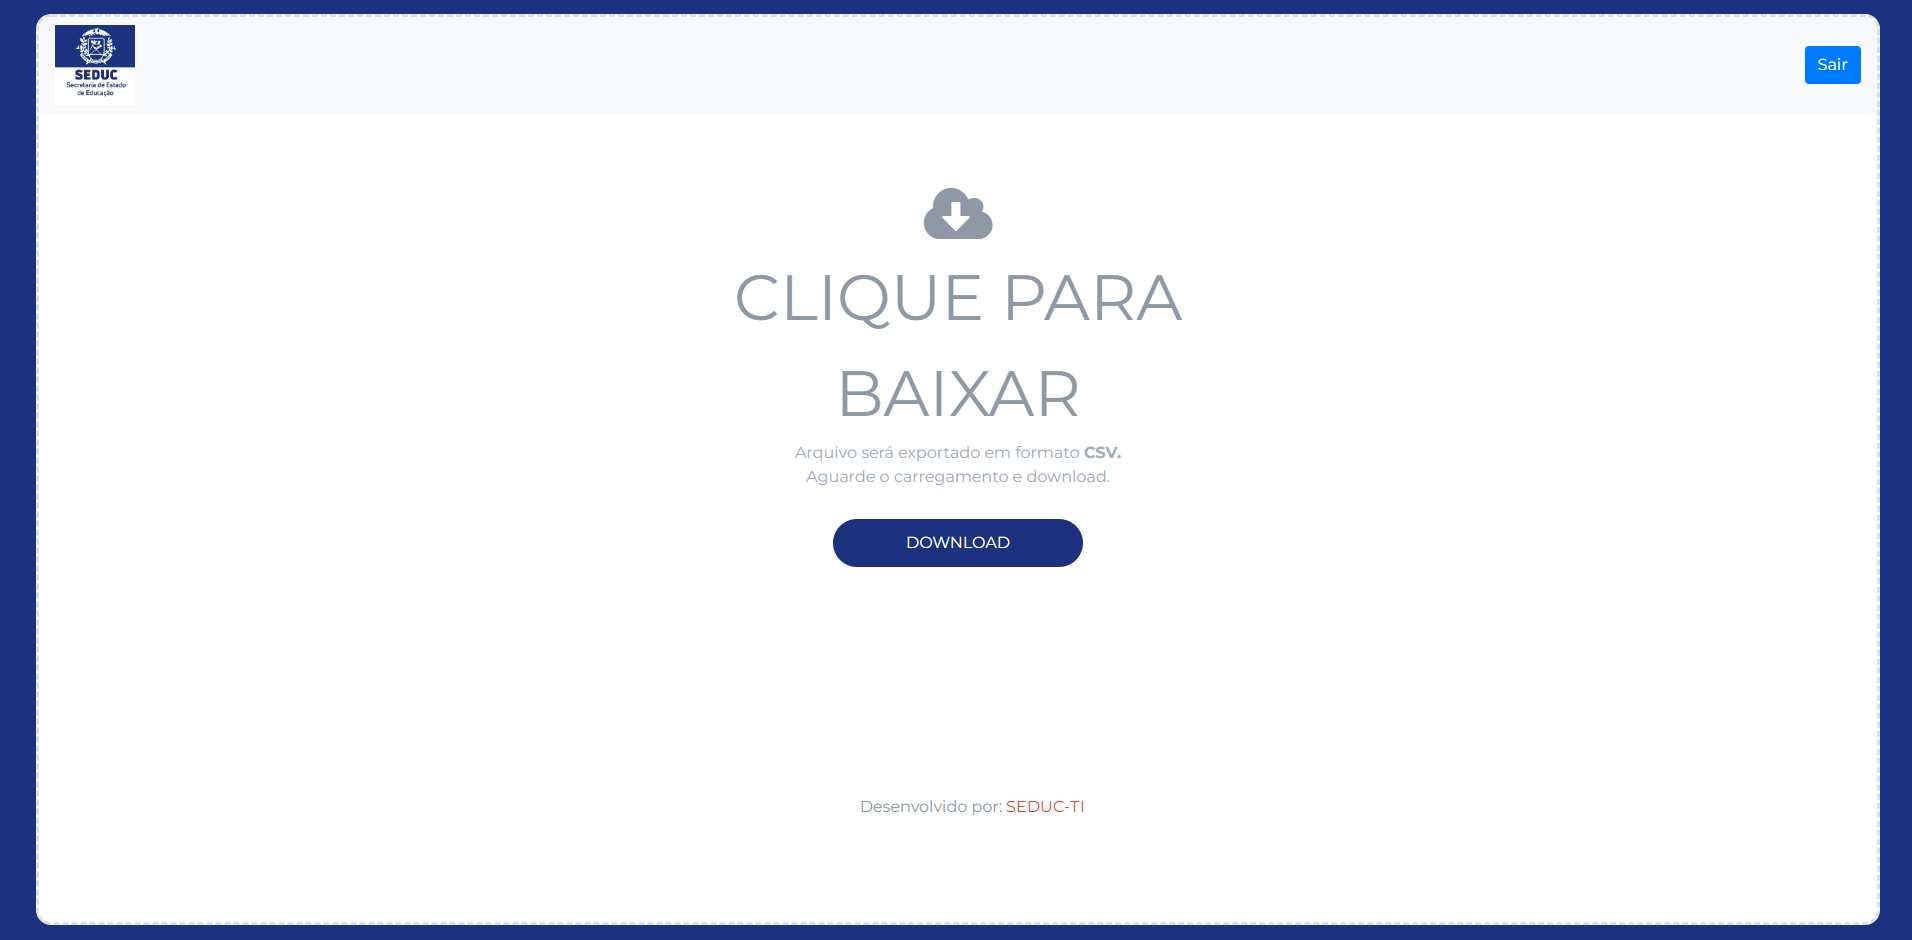 SEDUC
Secretaria de Estado
de Educação
Sair
CLIQUE PARA
BAIXAR
Arquivo será exportado em formato CSV.
Aguarde o carregamento e download.
DOWNLOAD
Desenvolvido por: SEDUC-TI